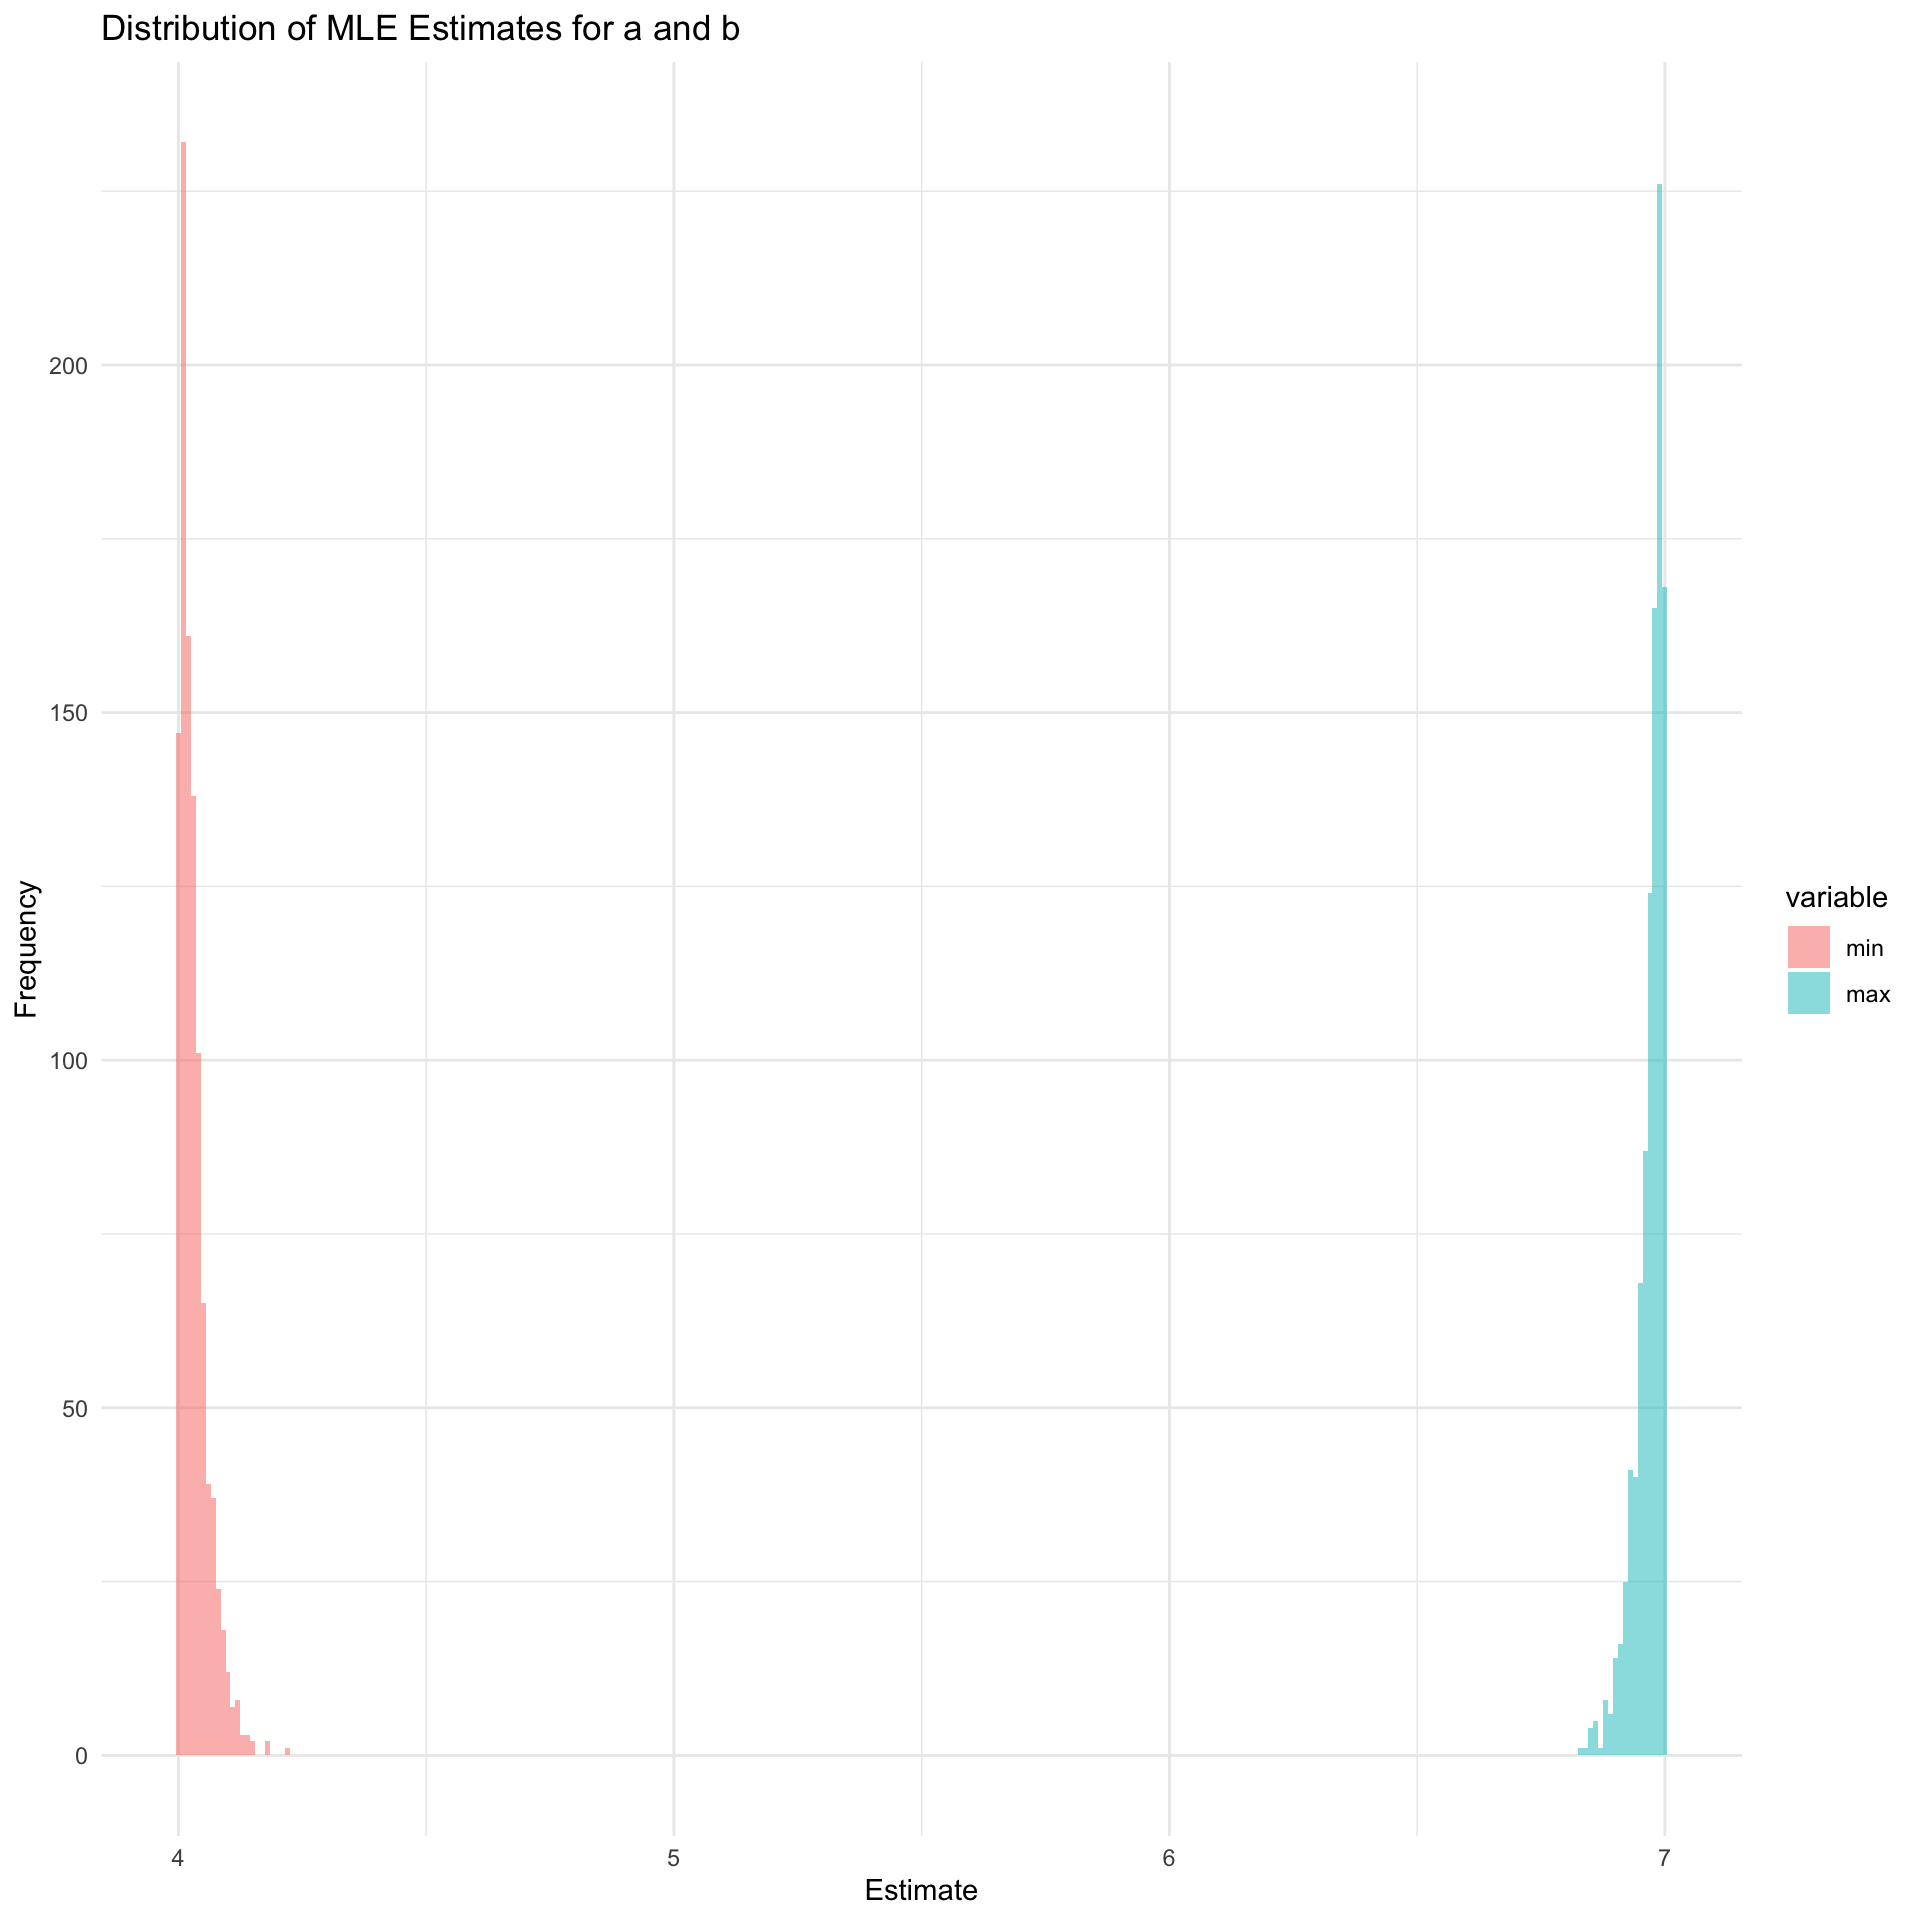 Distribution of MLE Estimates for a and b
Frequency
200
150
100
50
0
4 5 6 7
Estimate
variable
min
max